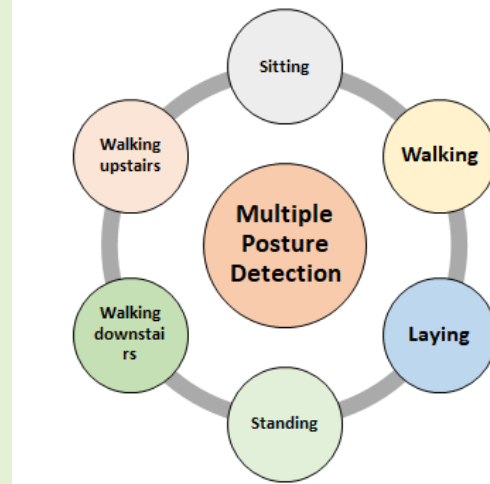 Sitting
Walking
upstairs
Walking
Multiple
Posture
Detection
Walking
downstai
rs
Laying
Standing